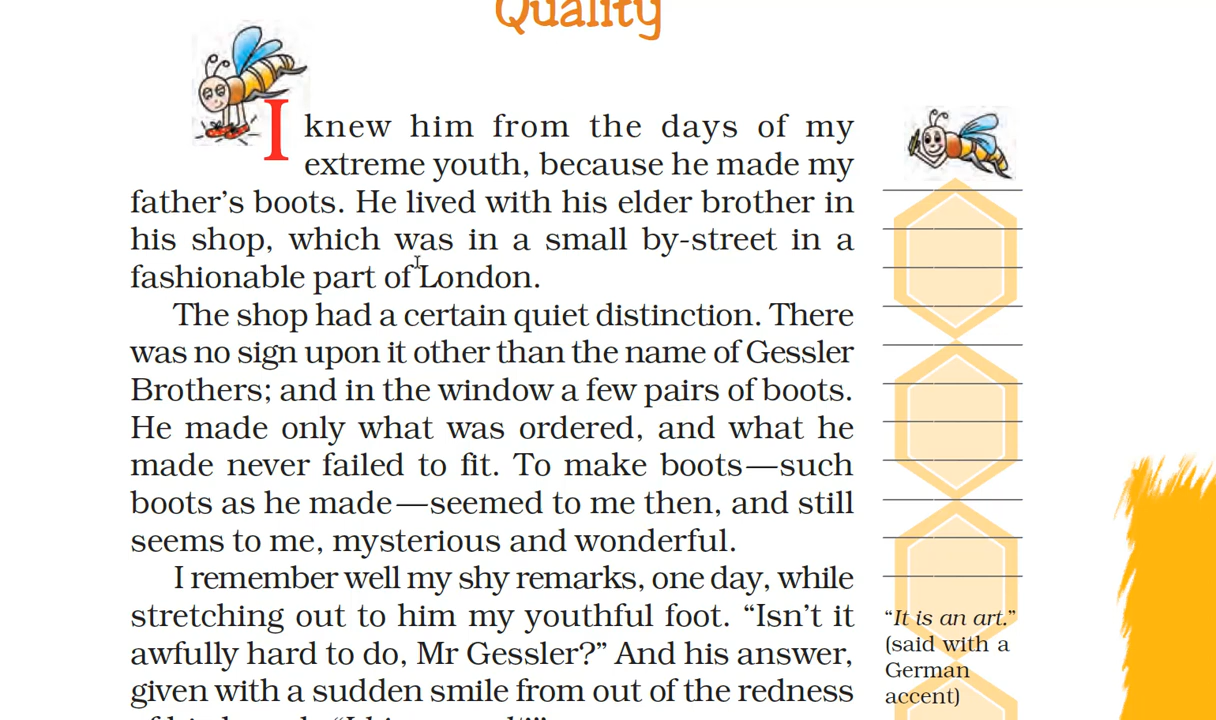 Quality
I knew him from the days of my
extreme youth, because he made my
father’s boots. He lived with his elder brother in
his shop, which was in a small by-street in a
fashionable part of London.
The shop had a certain quiet distinction. There
was no sign upon it other than the name of Gessler
Brothers; and in the window a few pairs of boots.
He made only what was ordered, and what he
made never failed to fit. To make boots—such
boots as he made—seemed to me then, and still
seems to me, mysterious and wonderful.
I remember well my shy remarks, one day, while
stretching out to him my youthful foot. “Isn’t it
awfully hard to do, Mr Gessler?” And his answer,
given with a sudden smile from out of the redness
“It is an art.”
(said with a
German
accent)